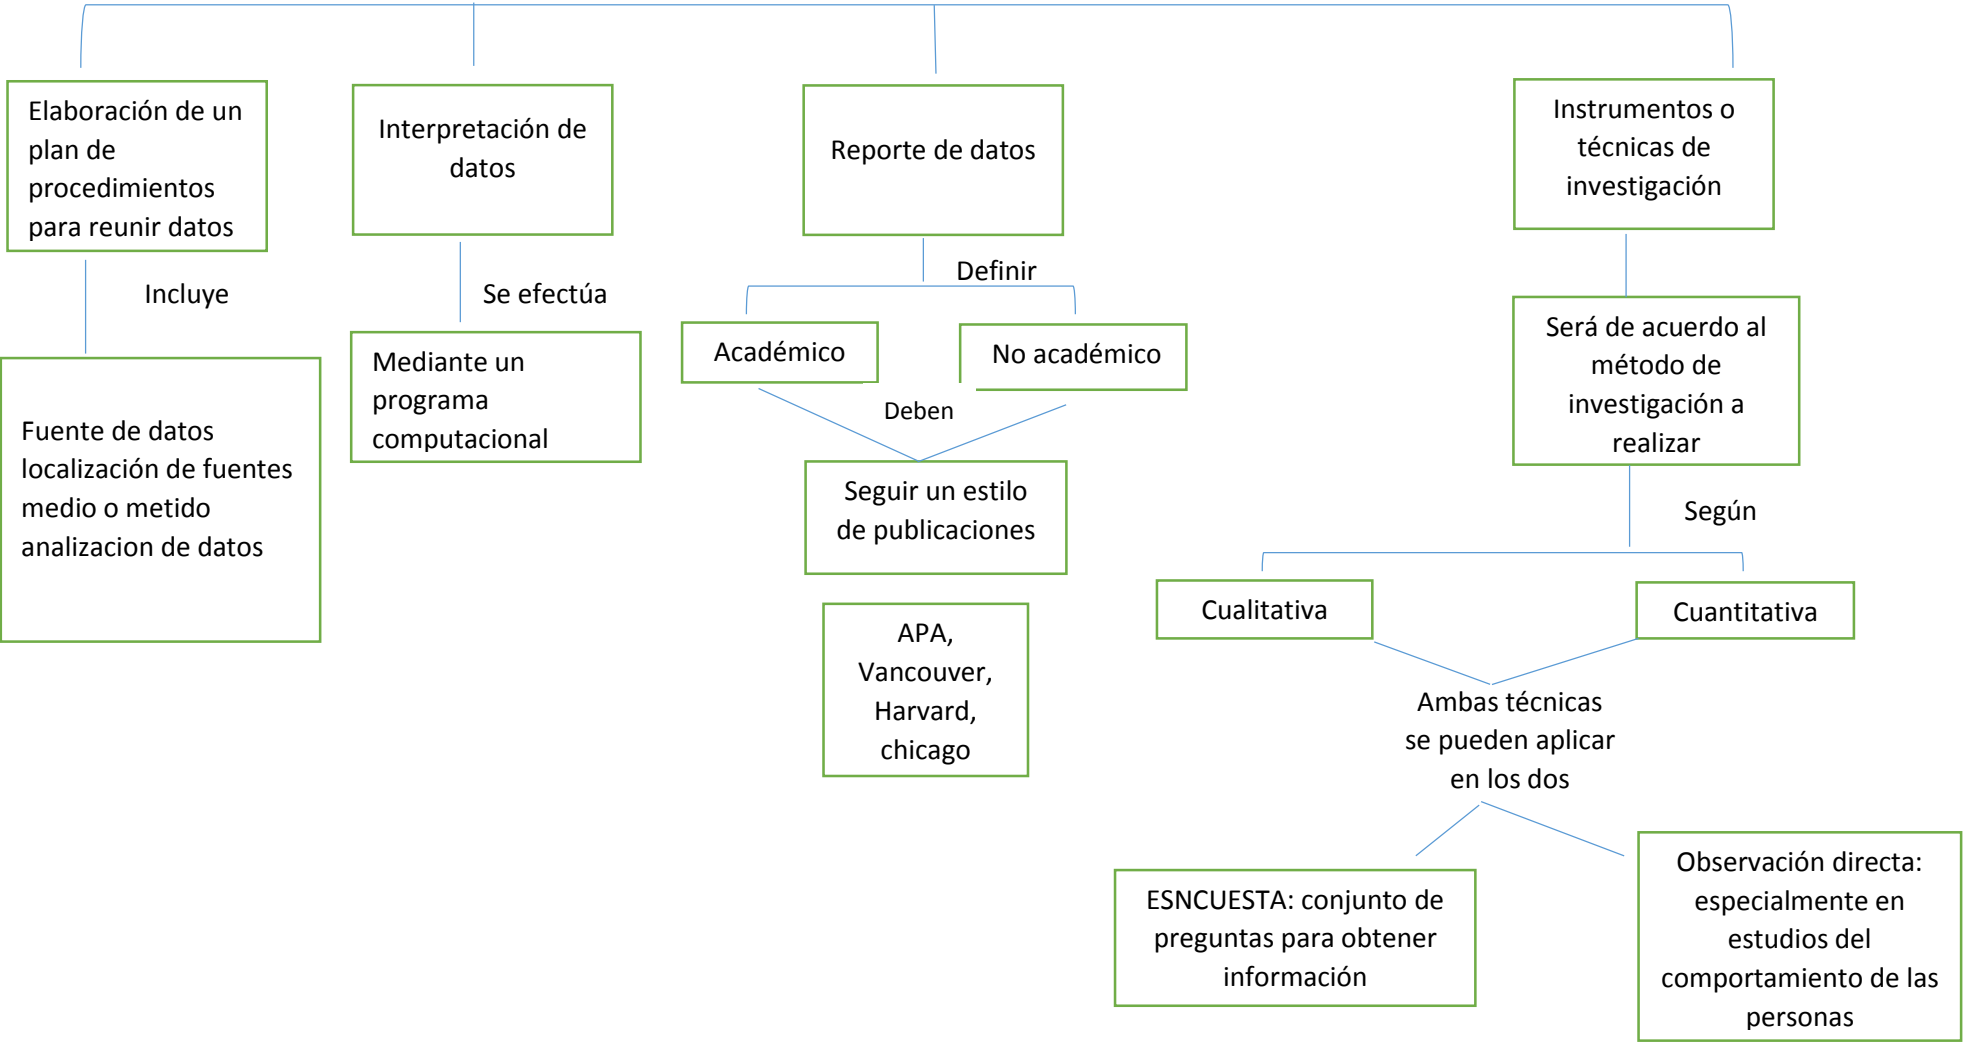 Elaboración de un
plan de
procedimientos
para reunir datos
Interpretación de
datos
Reporte de datos
Instrumentos o
técnicas de
investigación
Incluye
Se efectúa
Definir
Fuente de datos
localización de fuentes
medio o metido
analizacion de datos
Mediante un
programa
computacional
Académico
No académico
Deben
Seguir un estilo
de publicaciones
APA,
Vancouver,
Harvard,
chicago
Será de acuerdo al
método de
investigación a
realizar
Según
Cualitativa
Cuantitativa
Ambas técnicas
se pueden aplicar
en los dos
ESNCUESTA: conjunto de
preguntas para obtener
información
Observación directa:
especialmente en
estudios del
comportamiento de las
personas